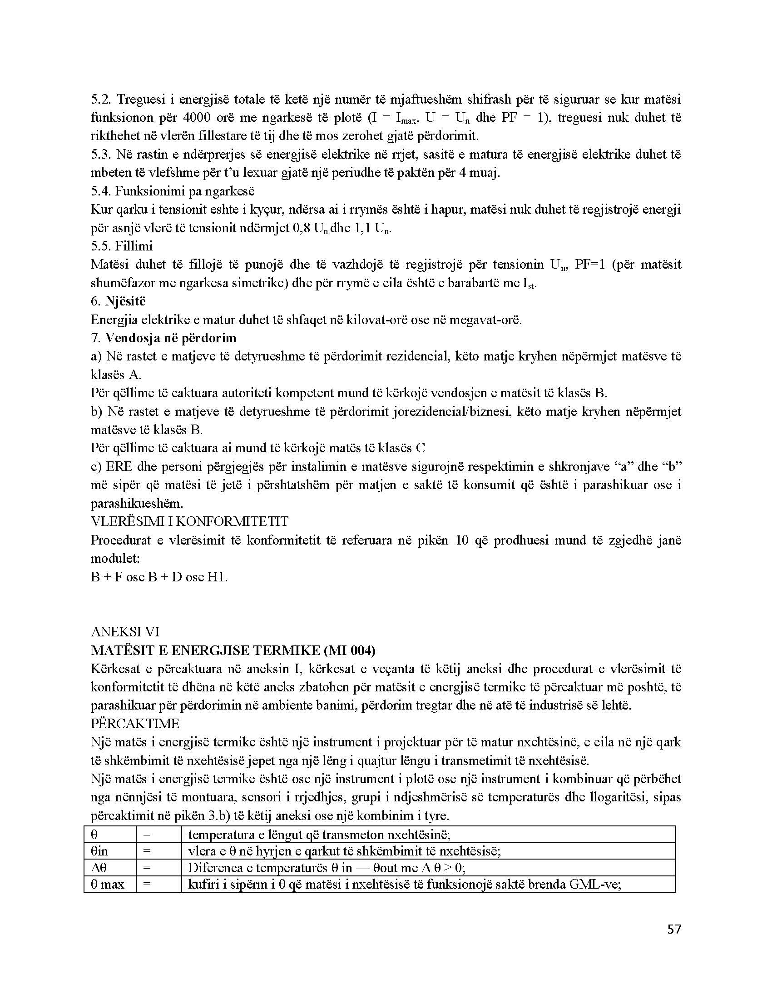 5.2. Treguesi i energjisë totale të ketë një numër të mjaftueshëm shifrash për të siguruar se kur matësi
funksionon për 4000 orë me ngarkesë të plotë (I = Imax, U = Un dhe PF = 1), treguesi nuk duhet të
rikthehet në vlerën fillestare të tij dhe të mos zerohet gjatë përdorimit.
5.3. Në rastin e ndërprerjes së energjisë elektrike në rrjet, sasitë e matura të energjisë elektrike duhet të
mbeten të vlefshme për t’u lexuar gjatë një periudhe të paktën për 4 muaj.
5.4. Funksionimi pa ngarkesë
Kur qarku i tensionit eshte i kyçur, ndërsa ai i rrymës është i hapur, matësi nuk duhet të regjistrojë energji
për asnjë vlerë të tensionit ndërmjet 0,8 Un dhe 1,1 Un.
5.5. Fillimi
Matësi duhet të fillojë të punojë dhe të vazhdojë të regjistrojë për tensionin Un, PF=1 (për matësit
shumëfazor me ngarkesa simetrike) dhe për rrymë e cila është e barabartë me Ist.
6. Njësitë
Energjia elektrike e matur duhet të shfaqet në kilovat-orë ose në megavat-orë.
7. Vendosja në përdorim
a) Në rastet e matjeve të detyrueshme të përdorimit rezidencial, këto matje kryhen nëpërmjet matësve të
klasës A.
Për qëllime të caktuara autoriteti kompetent mund të kërkojë vendosjen e matësit të klasës B.
b) Në rastet e matjeve të detyrueshme të përdorimit jorezidencial/biznesi, këto matje kryhen nëpërmjet
matësve të klasës B.
Për qëllime të caktuara ai mund të kërkojë matës të klasës C
c) ERE dhe personi përgjegjës për instalimin e matësve sigurojnë respektimin e shkronjave “a” dhe “b”
më sipër që matësi të jetë i përshtatshëm për matjen e saktë të konsumit që është i parashikuar ose i
parashikueshëm.
VLERËSIMI I KONFORMITETIT
Procedurat e vlerësimit të konformitetit të referuara në pikën 10 që prodhuesi mund të zgjedhë janë
modulet:
B + F ose B + D ose H1.
ANEKSI VI
MATËSIT E ENERGJISE TERMIKE (MI 004)
Kërkesat e përcaktuara në aneksin I, kërkesat e veçanta të këtij aneksi dhe procedurat e vlerësimit të
konformitetit të dhëna në këtë aneks zbatohen për matësit e energjisë termike të përcaktuar më poshtë, të
parashikuar për përdorimin në ambiente banimi, përdorim tregtar dhe në atë të industrisë së lehtë.
PËRCAKTIME
Një matës i energjisë termike është një instrument i projektuar për të matur nxehtësinë, e cila në një qark
të shkëmbimit të nxehtësisë jepet nga një lëng i quajtur lëngu i transmetimit të nxehtësisë.
Një matës i energjisë termike është ose një instrument i plotë ose një instrument i kombinuar që përbëhet
nga nënnjësi të montuara, sensori i rrjedhjes, grupi i ndjeshmërisë së temperaturës dhe llogaritësi, sipas
përcaktimit në pikën 3.b) të këtij aneksi ose një kombinim i tyre.
θ = temperatura e lëngut që transmeton nxehtësinë;
θin = vlera e θ në hyrjen e qarkut të shkëmbimit të nxehtësisë;
Δθ = Diferenca e temperaturës θ in — θout me Δ θ ≥ 0;
θ max = kufiri i sipërm i θ që matësi i nxehtësisë të funksionojë saktë brenda GML-ve;
57